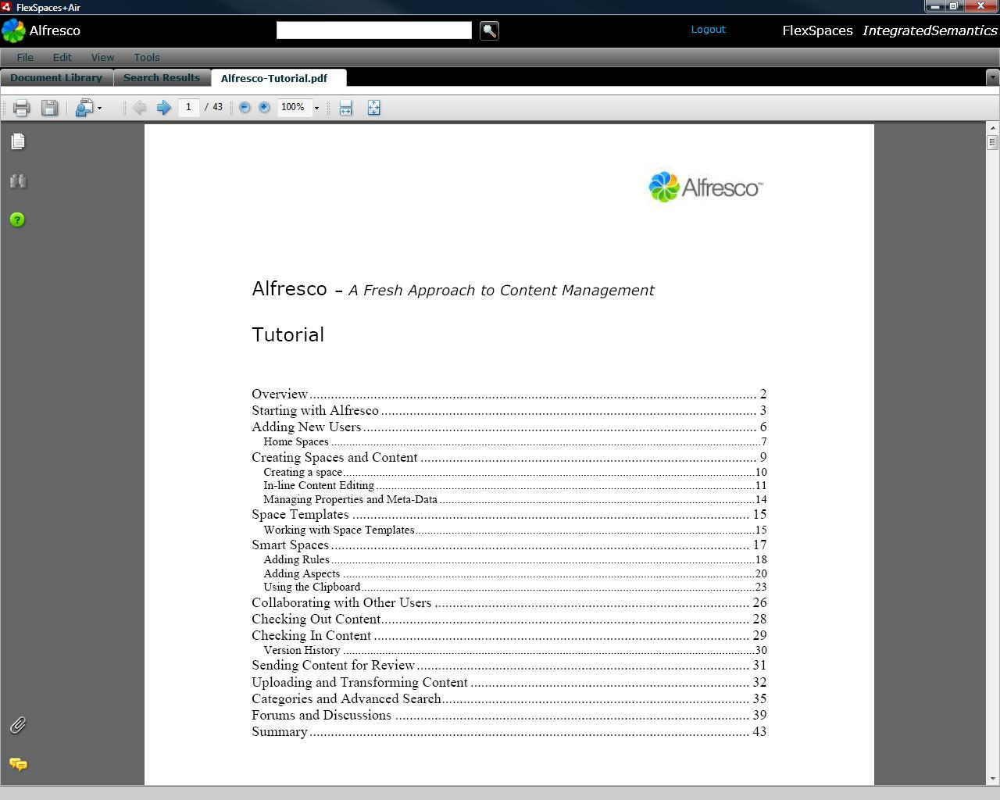 FlexSpaces+Air
Alfresco
Logout
FlexSpaces IntegratedSemantics
File Edit View Tools
Document Library Search Results Alfresco-Tutorial.pdf
1 / 43 100%
Alfresco™
Alfresco – A Fresh Approach to Content Management
Tutorial
Overview 2
Starting with Alfresco 3
Adding New Users 6
Home Spaces 7
Creating Spaces and Content 9
Creating a space 10
In-line Content Editing 11
Managing Properties and Meta-Data 14
Space Templates 15
Working with Space Templates 15
Smart Spaces 17
Adding Rules 18
Adding Aspects 20
Using the Clipboard 23
Collaborating with Other Users 26
Checking Out Content 28
Checking In Content 29
Version History 30
Sending Content for Review 31
Uploading and Transforming Content 32
Categories and Advanced Search 35
Forums and Discussions 39
Summary 43